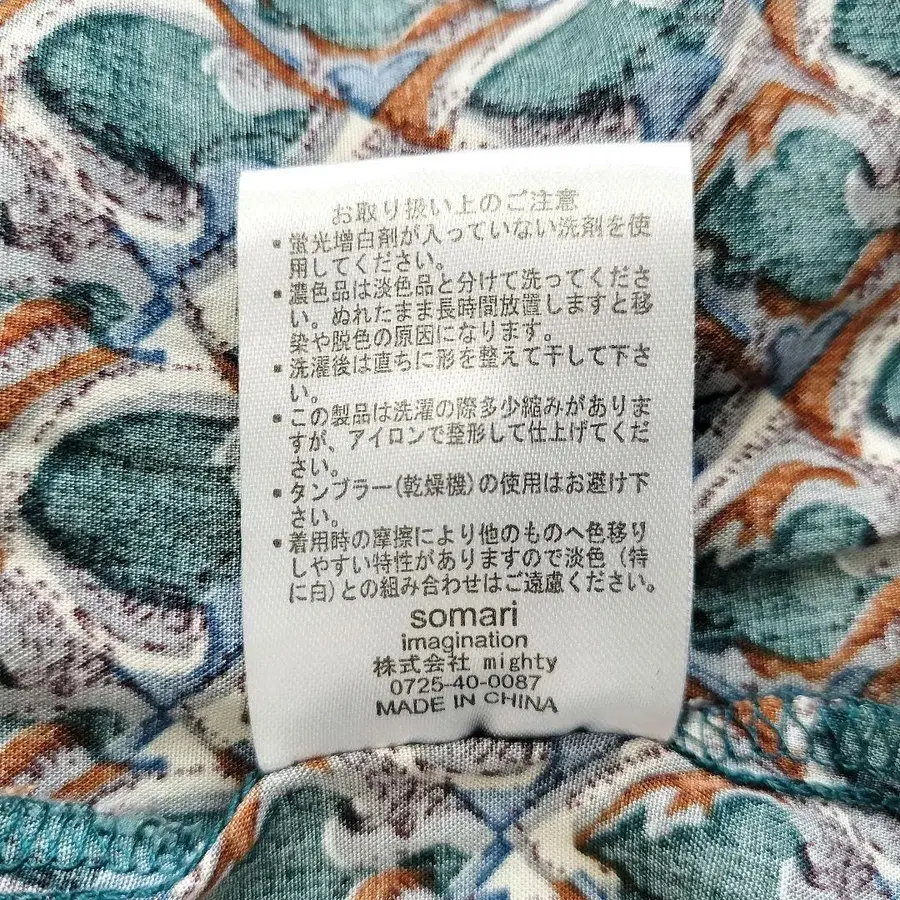 お取り扱い上のご注意
•蛍光増白剤が入っていない洗剤を使
用してください。
•濃色品は淡色品と分けて洗ってくださ
い。ぬれたまま長時間放置しますと移
染や脱色の原因になります。
•洗濯後は直ちに形を整えて干して下さ
い。
•この製品は洗濯の際多少縮みがありま
すが、アイロンで整形して仕上げてくだ
さい。
•タンブラー(乾燥機)の使用はお避け下
さい。
•着用時の摩擦により他のものへ色移り
しやすい特性がありますので淡色（特
に白)との組み合わせはご遠慮ください。
somari
imagination
株式会社 mighty
0725-40-0087
MADE IN CHINA